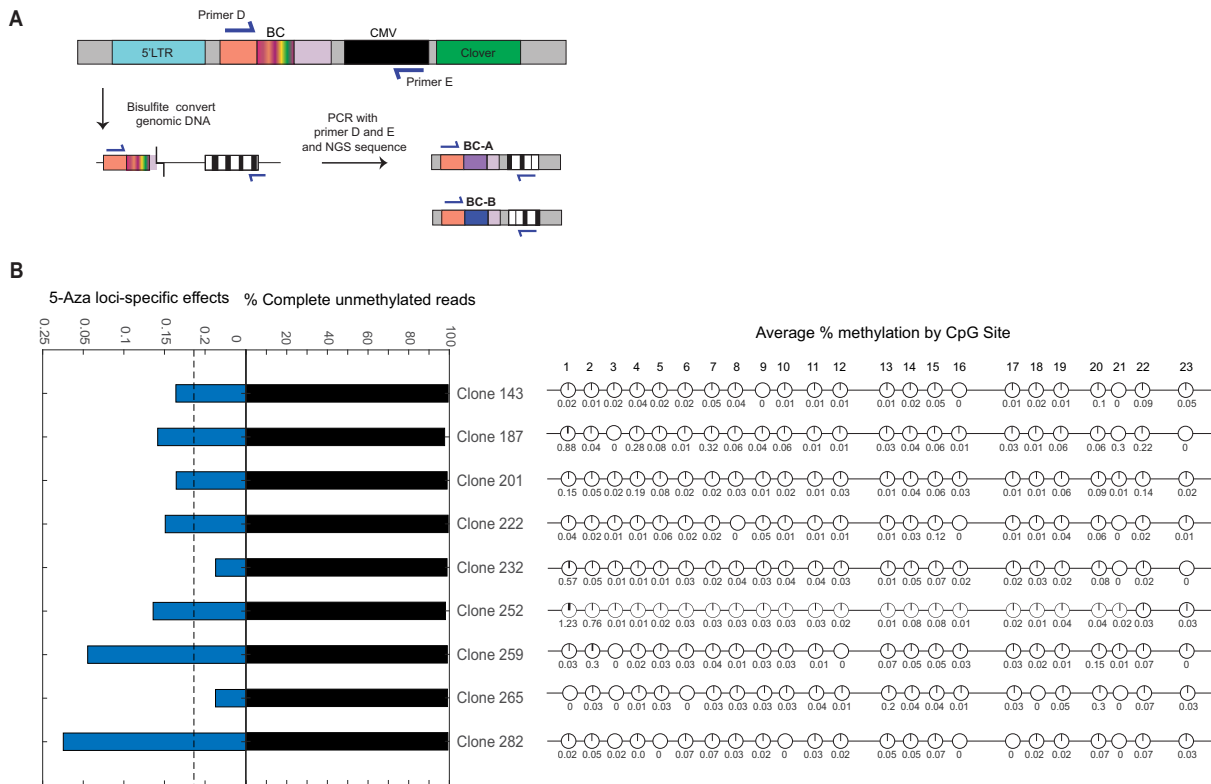 A
Primer D
BC
CMV
5'LTR
Clover
Primer E
Bisulfite convert
genomic DNA
PCR with
primer D and E
and NGS sequence
BC-A
BC-B
B
5-Aza loci-specific effects
% Complete unmethylated reads
0.25 0.05 0.1 0.15 0.2 0 20 40 60 80 100
Average % methylation by CpG Site
1 2 3 4 5 6 7 8 9 10 11 12 13 14 15 16 17 18 19 20 21 22 23
Clone 143
0.02 0.01 0.02 0.04 0.02 0.02 0.05 0.04 0 0.01 0.01 0.01 0.01 0.02 0.05 0 0.01 0.02 0.01 0.1 0 0.09 0.05
Clone 187
0.88 0.06 0 0.28 0.08 0.01 0.32 0.06 0.04 0.06 0.01 0.01 0.03 0.04 0.06 0.01 0.03 0.01 0.06 0.06 0.3 0.22 0
Clone 201
0.15 0.05 0.02 0.19 0.08 0.02 0.02 0.03 0.01 0.02 0.01 0.03 0.01 0.04 0.06 0.03 0.01 0.01 0.06 0.09 0.01 0.14 0.02
Clone 222
0.04 0.02 0.01 0.01 0.06 0.02 0.02 0 0.05 0.01 0.01 0.01 0.01 0.03 0.12 0 0.01 0.01 0.04 0.06 0 0.02 0.01
Clone 232
0.57 0.05 0.01 0.01 0.01 0.03 0.02 0.04 0.03 0.04 0.04 0.03 0.01 0.05 0.07 0.02 0.02 0.03 0.02 0.08 0 0.02 0
Clone 252
1.23 0.76 0.01 0.01 0.02 0.03 0.03 0.03 0.03 0.03 0.03 0.02 0.01 0.08 0.08 0.01 0.03 0.03 0.01 0.04 0.02 0.03 0.03
Clone 259
0.03 0.3 0 0.02 0.03 0.03 0.04 0.01 0.03 0.03 0.01 0 0.07 0.05 0.05 0.03 0.03 0.02 0.01 0.15 0.01 0.07 0
Clone 265
0 0.03 0 0.01 0.03 0 0.03 0.03 0.03 0.03 0.04 0.01 0.2 0.04 0.03 0.01 0.03 0 0.05 0.3 0 0.03 0.03
Clone 282
0.02 0.05 0.02 0.02 0 0.07 0.07 0.03 0.02 0 0.03 0.02 0.05 0.05 0.07 0 0 0.02 0.02 0.07 0 0.07 0.03